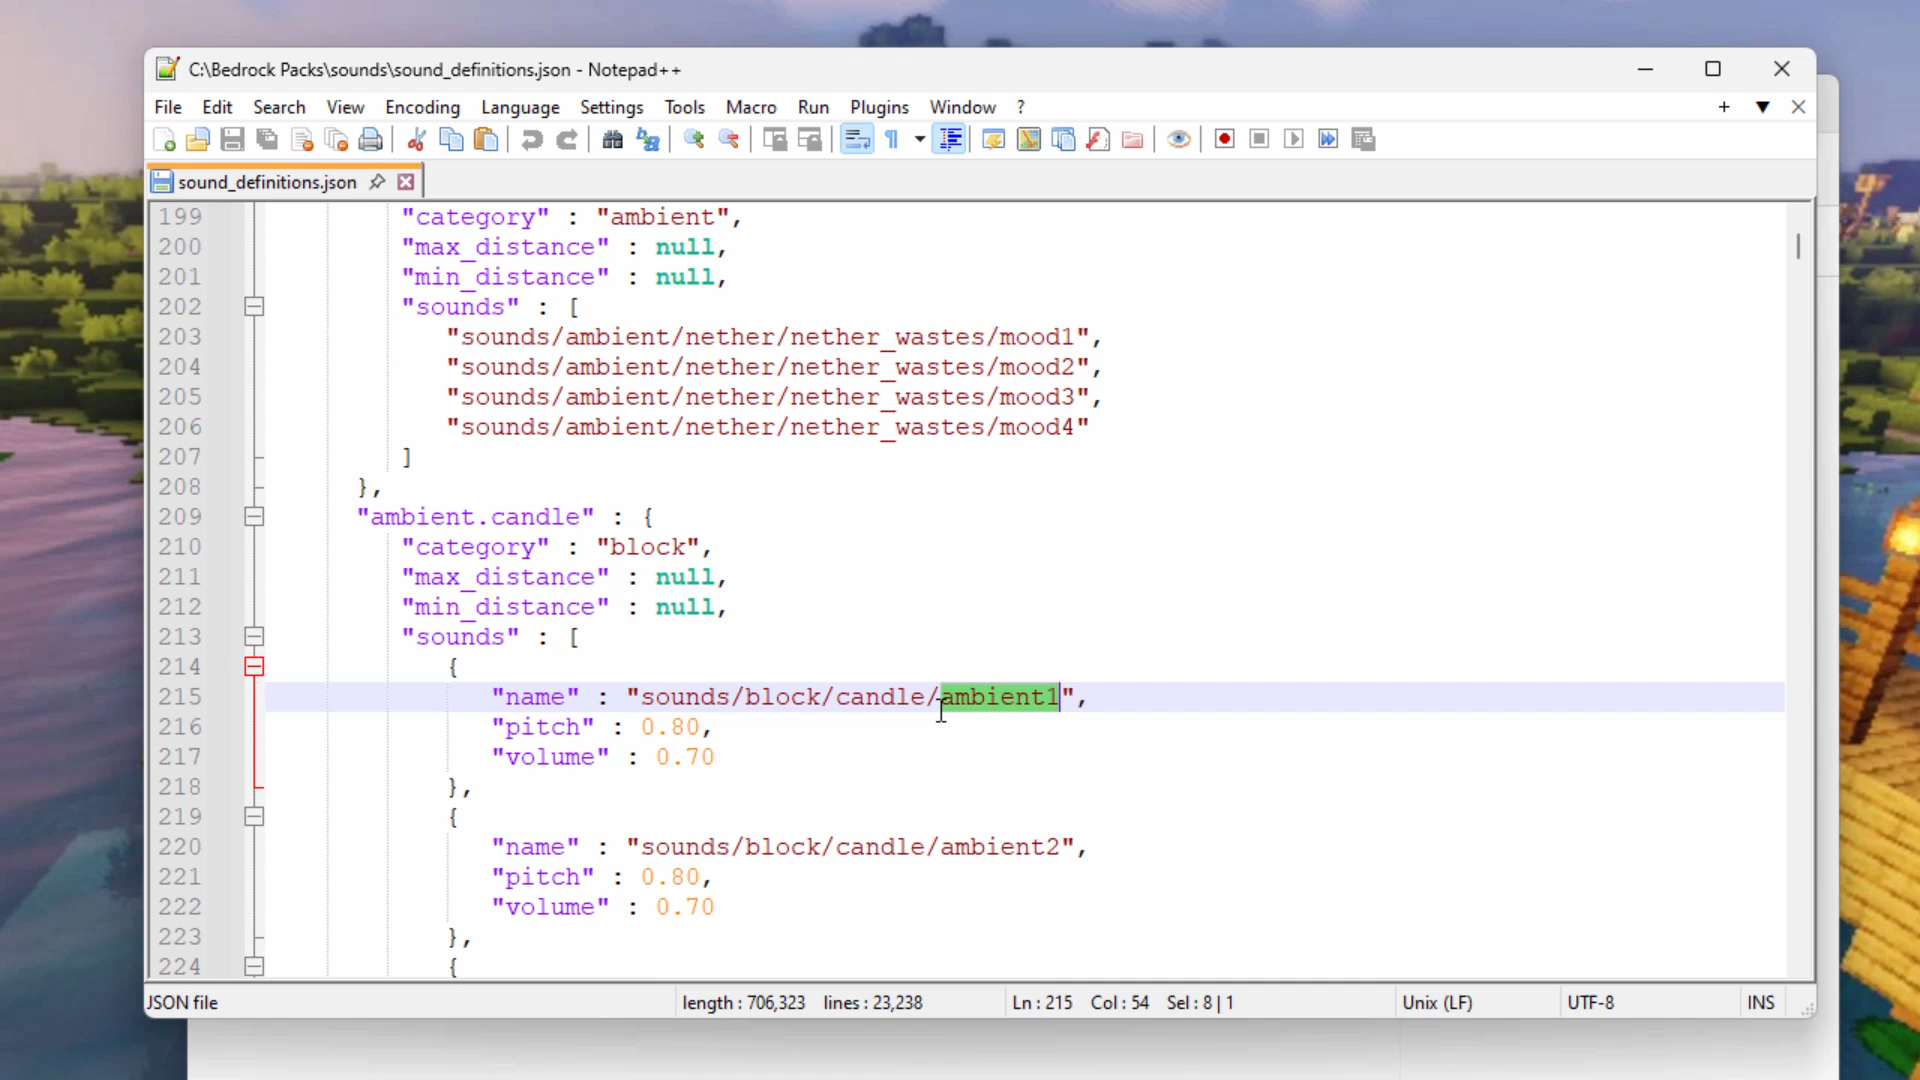 C:\Bedrock Packs\sounds\sound_definitions.json - Notepad++
File Edit Search View Encoding Language Settings Tools Macro Run Plugins Window ?
sound_definitions.json
199 "category" : "ambient",
200 "max_distance" : null,
201 "min_distance" : null,
202 "sounds" : [
203 "sounds/ambient/nether/nether_wastes/mood1",
204 "sounds/ambient/nether/nether_wastes/mood2",
205 "sounds/ambient/nether/nether_wastes/mood3",
206 "sounds/ambient/nether/nether_wastes/mood4"
207 ]
208 },
209 "ambient.candle" : {
210 "category" : "block",
211 "max_distance" : null,
212 "min_distance" : null,
213 "sounds" : [
214 {
215 "name" : "sounds/block/candle/ambient1",
216 "pitch" : 0.80,
217 "volume" : 0.70
218 },
219 {
220 "name" : "sounds/block/candle/ambient2",
221 "pitch" : 0.80,
222 "volume" : 0.70
223 },
224 {
JSON file length : 706,323 lines : 23,238 Ln : 215 Col : 54 Sel : 8 | 1 Unix (LF) UTF-8 INS